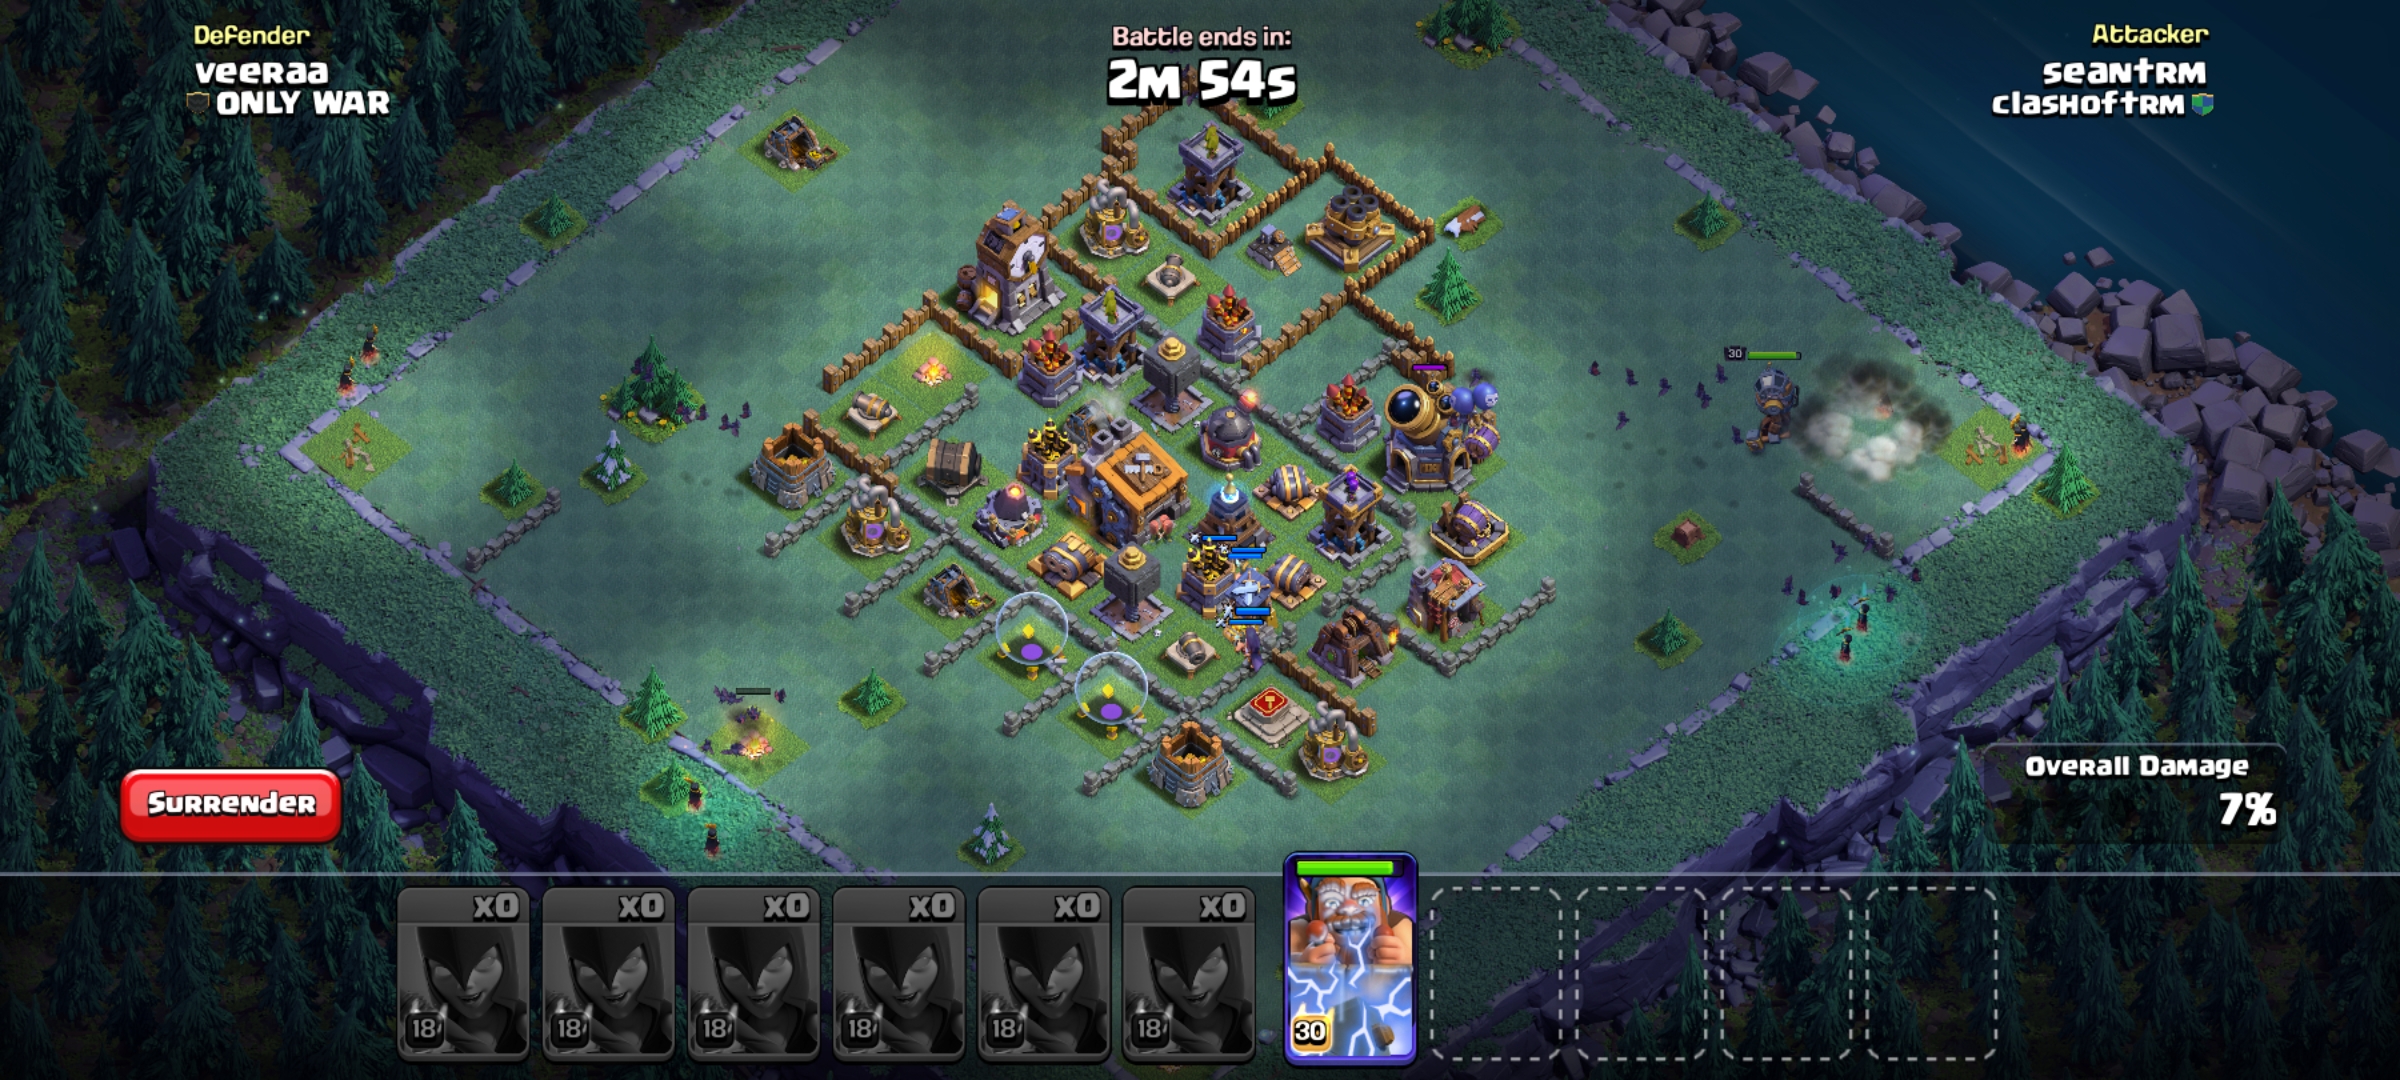 Defender
veeraa
ONLY WAR
Battle ends in:
2M 54s
Attacker
seantRM
clashoftRM
30
Surrender
Overall Damage
7%
x0
x0
x0
x0
x0
x0
18
18
18
18
18
18
30